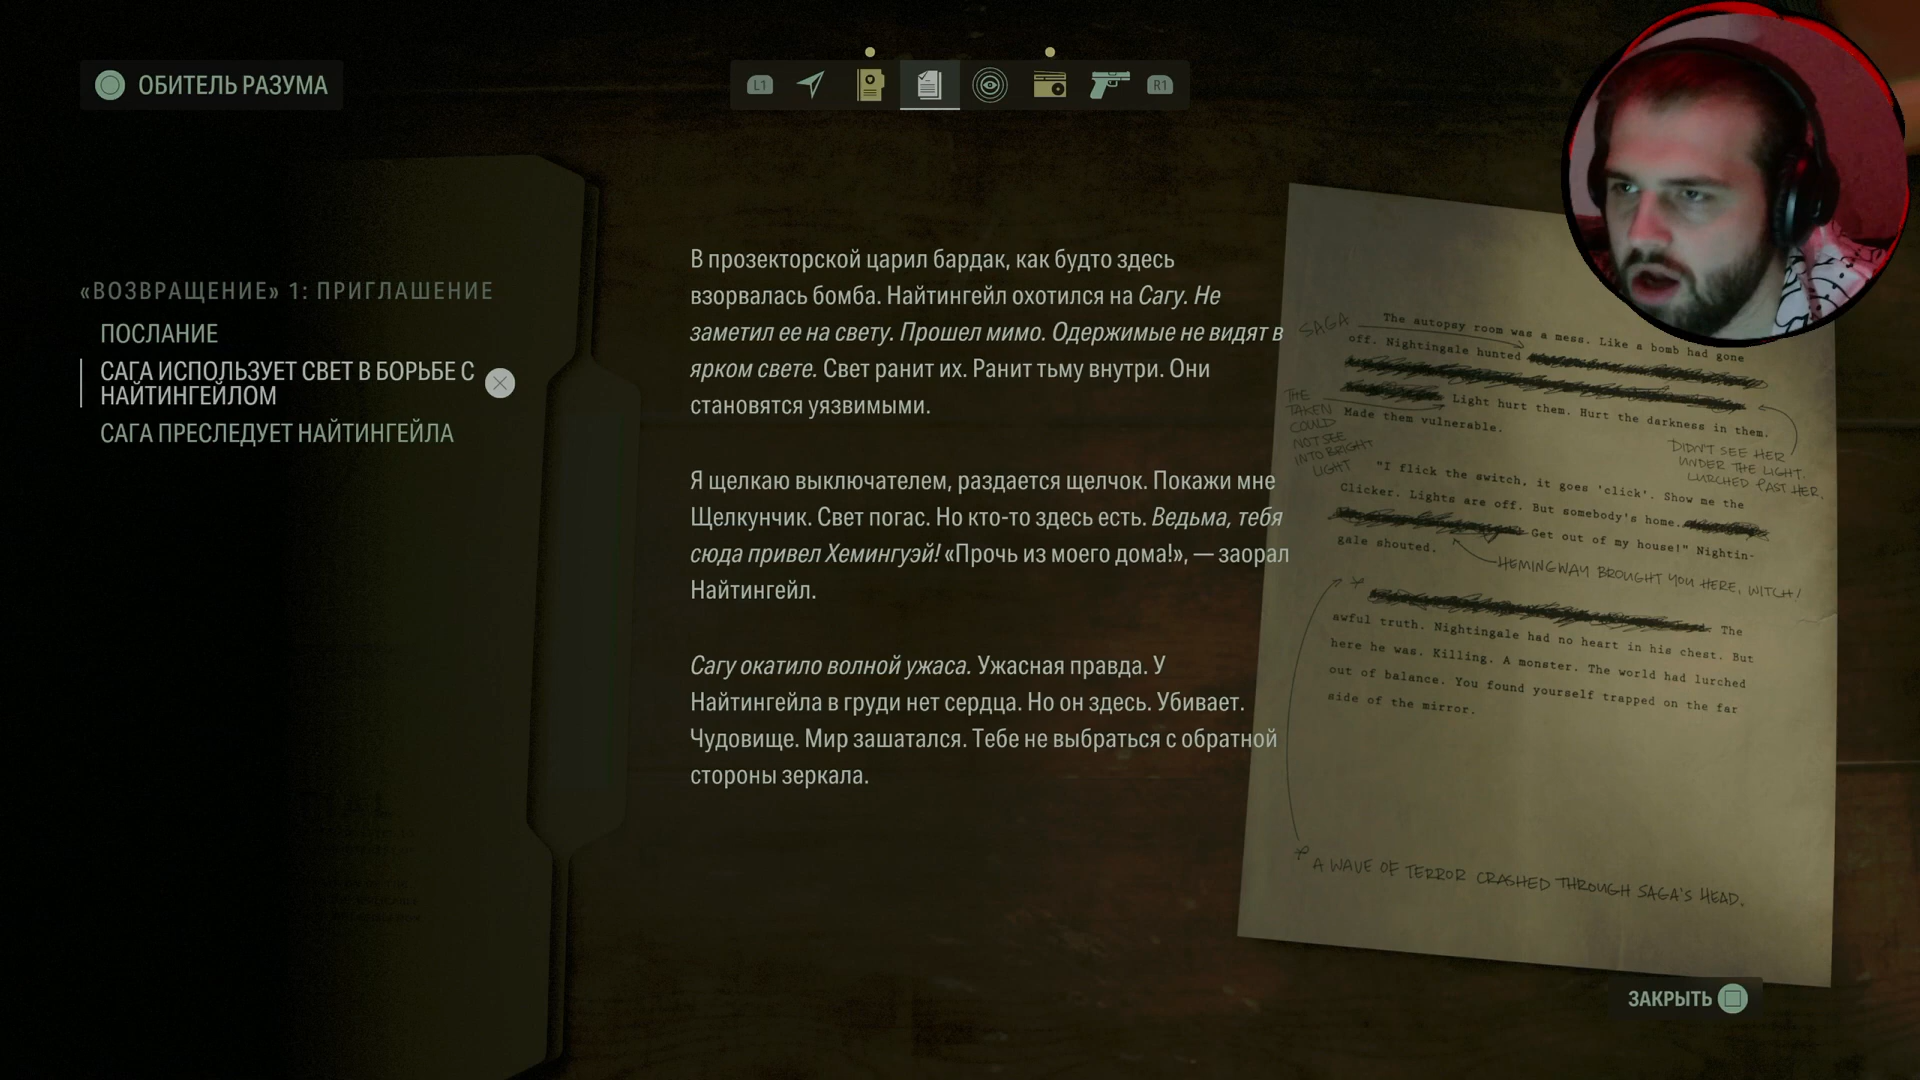 ОБИТЕЛЬ РАЗУМА
L1
R1
«ВОЗВРАЩЕНИЕ» 1: ПРИГЛАШЕНИЕ
ПОСЛАНИЕ
САГА ИСПОЛЬЗУЕТ СВЕТ В БОРЬБЕ С
НАЙТИНГЕЙЛОМ
САГА ПРЕСЛЕДУЕТ НАЙТИНГЕЙЛА
В прозекторской царил бардак, как будто здесь
взорвалась бомба. Найтингейл охотился на Сагу. Не
заметил ее на свету. Прошел мимо. Одержимые не видят в
ярком свете. Свет ранит их. Ранит тьму внутри. Они
становятся уязвимыми.
Я щелкаю выключателем, раздается щелчок. Покажи мне
Щелкунчик. Свет погас. Но кто-то здесь есть. Ведьма, тебя
сюда привел Хемингуэй! «Прочь из моего дома!», — заорал
Найтингейл.
Сагу окатило волной ужаса. Ужасная правда. У
Найтингейла в груди нет сердца. Но он здесь. Убивает.
Чудовище. Мир зашатался. Тебе не выбраться с обратной
стороны зеркала.
SAGA
The autopsy room was a mess. Like a bomb had gone
off. Nightingale hunted
Light hurt them. Hurt the darkness in them.
Made them vulnerable.
THE
TAKEN
COULD
NOT SEE
INTO BRIGHT
LIGHT
DIDN'T SEE HER
UNDER THE LIGHT.
LURCHED PAST HER.
"I flick the switch, it goes 'click'. Show me the
Clicker. Lights are off. But somebody's home.
Get out of my house!" Nightin-
gale shouted.
HEMINGWAY BROUGHT YOU HERE, WITCH!
The
awful truth. Nightingale had no heart in his chest. But
here he was. Killing. A monster. The world had lurched
out of balance. You found yourself trapped on the far
side of the mirror.
A WAVE OF TERROR CRASHED THROUGH SAGA'S HEAD.
ЗАКРЫТЬ